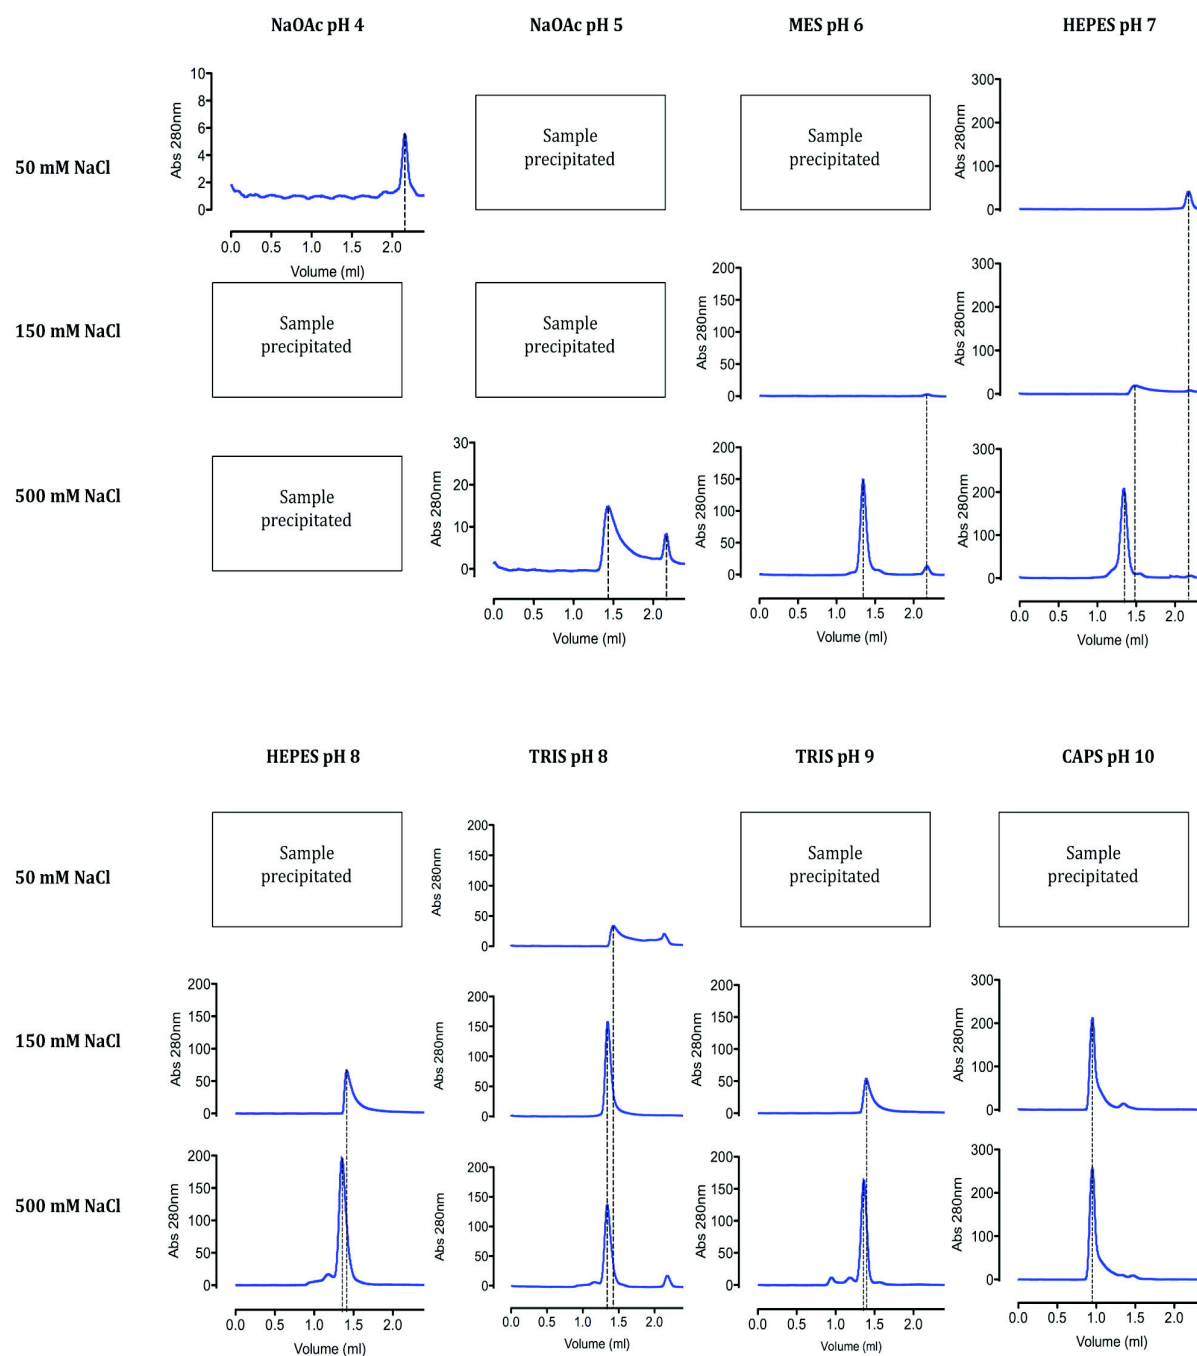 NaOAc pH 4 NaOAc pH 5 MES pH 6 HEPES pH 7
50 mM NaCl
Abs 280nm
10
8
6
4
2
0
0.0 0.5 1.0 1.5 2.0
Volume (ml)
Sample
precipitated
Sample
precipitated
Abs 280nm
300
200
100
0
150 mM NaCl
Sample
precipitated
Sample
precipitated
Abs 280nm
200
150
100
50
0
Abs 280nm
300
200
100
0
500 mM NaCl
Sample
precipitated
Abs 280nm
30
20
10
0
0.0 0.5 1.0 1.5 2.0
Volume (ml)
Abs 280nm
200
150
100
50
0
0.0 0.5 1.0 1.5 2.0
Volume (ml)
Abs 280nm
300
200
100
0
0.0 0.5 1.0 1.5 2.0
Volume (ml)
HEPES pH 8 TRIS pH 8 TRIS pH 9 CAPS pH 10
50 mM NaCl
Sample
precipitated
Abs 280nm
200
150
100
50
0
Sample
precipitated
Sample
precipitated
150 mM NaCl
Abs 280nm
200
150
100
50
0
Abs 280nm
200
150
100
50
0
Abs 280nm
200
150
100
50
0
Abs 280nm
300
200
100
0
500 mM NaCl
Abs 280nm
200
150
100
50
0
0.0 0.5 1.0 1.5 2.0
Volume (ml)
Abs 280nm
200
150
100
50
0
0.0 0.5 1.0 1.5 2.0
Volume (ml)
Abs 280nm
200
150
100
50
0
0.0 0.5 1.0 1.5 2.0
Volume (ml)
Abs 280nm
300
200
100
0
0.0 0.5 1.0 1.5 2.0
Volume (ml)